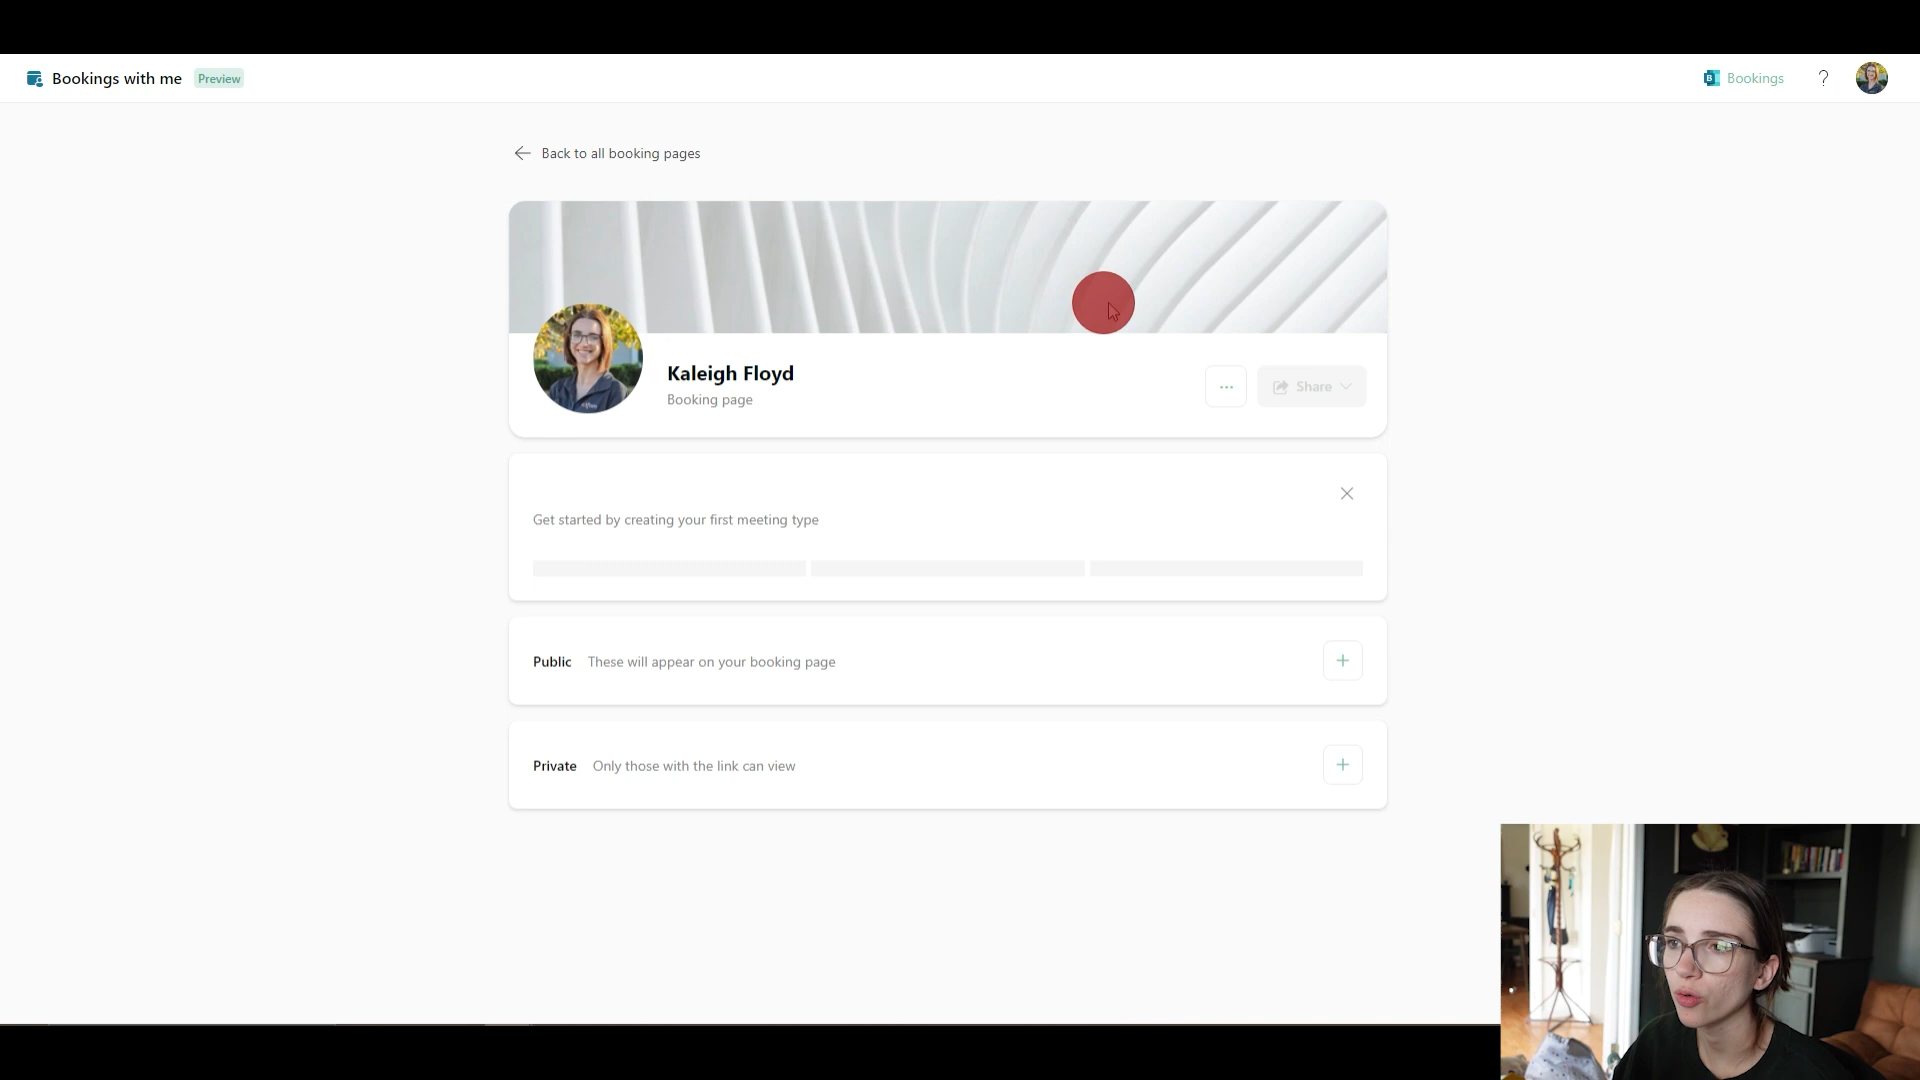 Bookings with me Preview
Bookings ?
Back to all booking pages
Kaleigh Floyd
Booking page
Share
Get started by creating your first meeting type
Public These will appear on your booking page
Private Only those with the link can view